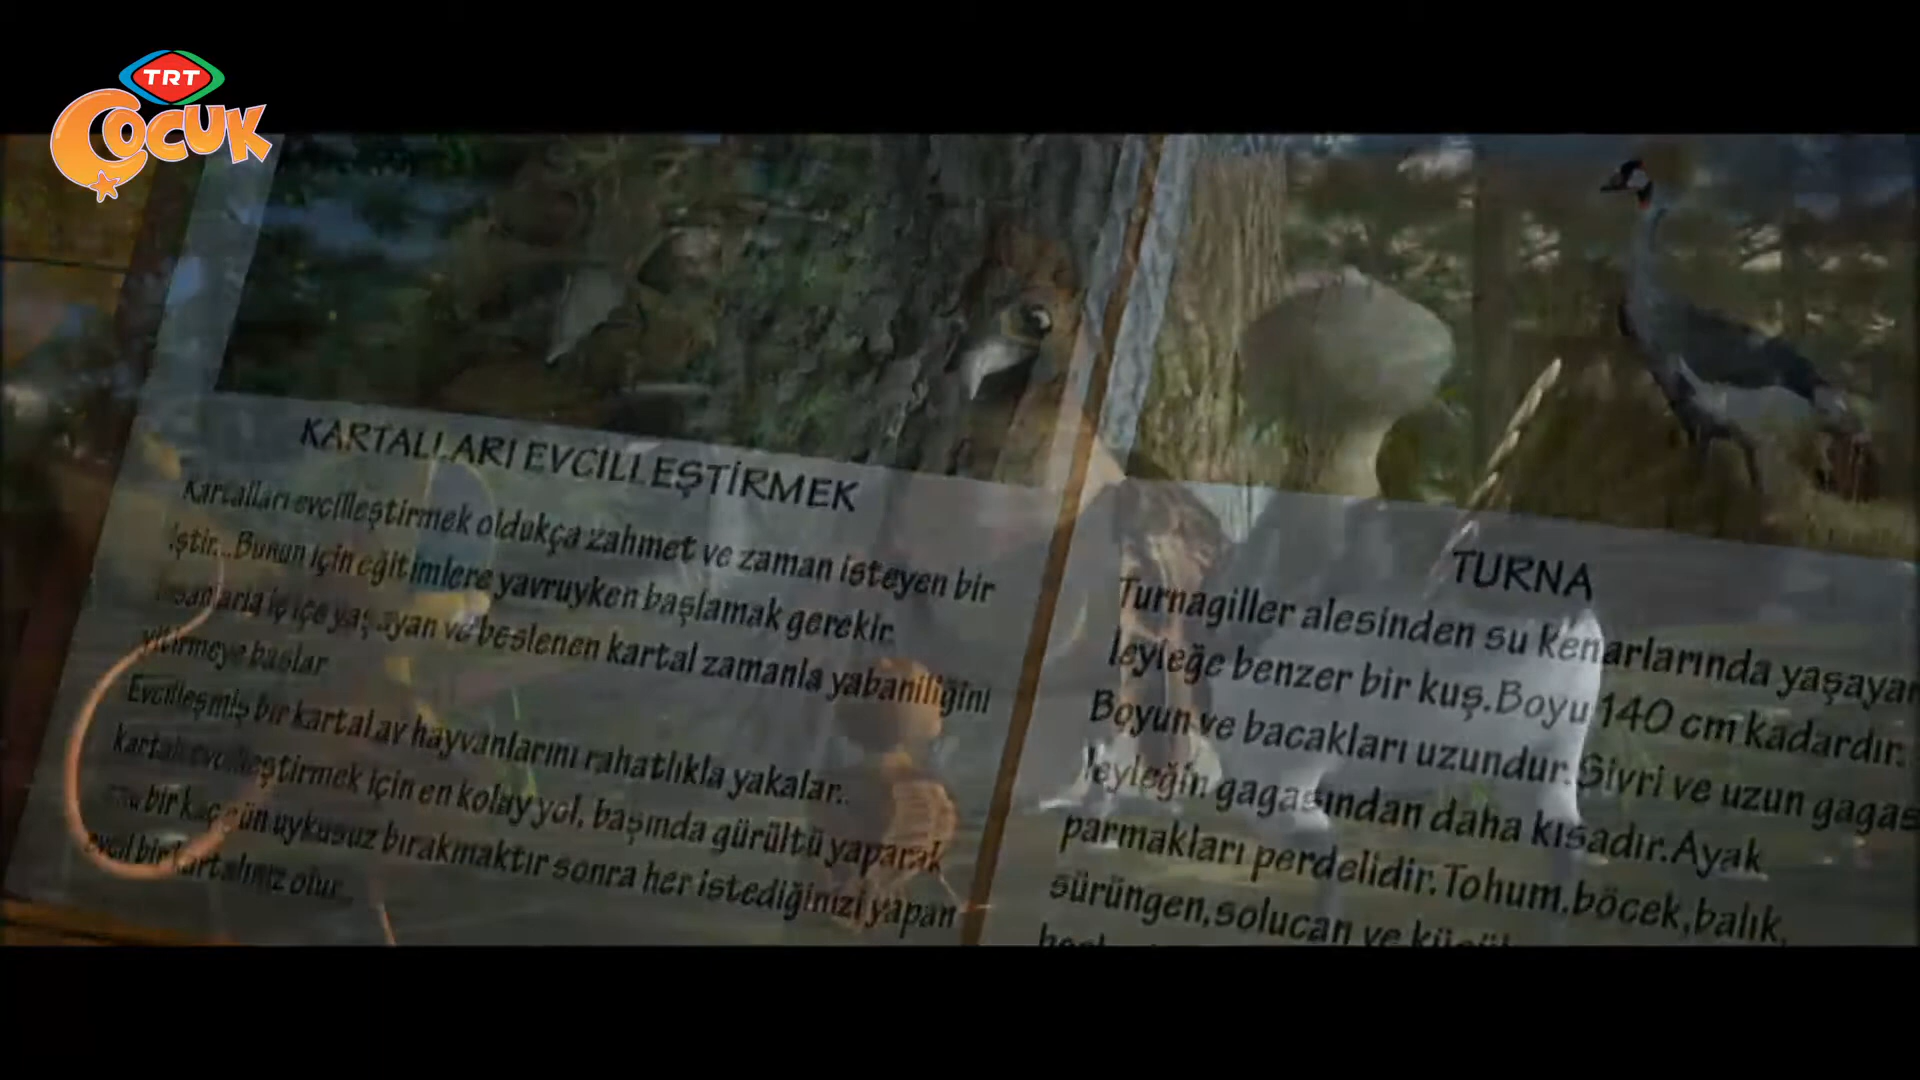 TRT
ÇOCUK
KARTALLARI EVCİLLEŞTİRMEK
Kartalları evcilleştirmek oldukça zahmet ve zaman isteyen bir
iştir...Bunun için eğitimlere yavruyken başlamak gerekir.
insanlarla iç içe yaşayan ve beslenen kartal zamanla yabaniliğini
yitirmeye başlar
Evcilleşmiş bir kartal av hayvanlarını rahatlıkla yakalar..
kartalı evcilleştirmek için en kolay yol, başında gürültü yaparak
bir kaç gün uykusuz bırakmaktır sonra her istediğinizi yapan
evcil bir kartalınız olur...
TURNA
Turnagiller alesinden su kenarlarında yaşayan
leyleğe benzer bir kuş.Boyu 140 cm kadardır.
Boyun ve bacakları uzundur.Sivri ve uzun gagas
leyleğin gagasından daha kısadır.Ayak
parmakları perdelidir.Tohum,böcek,balık,
sürüngen,solucan ve